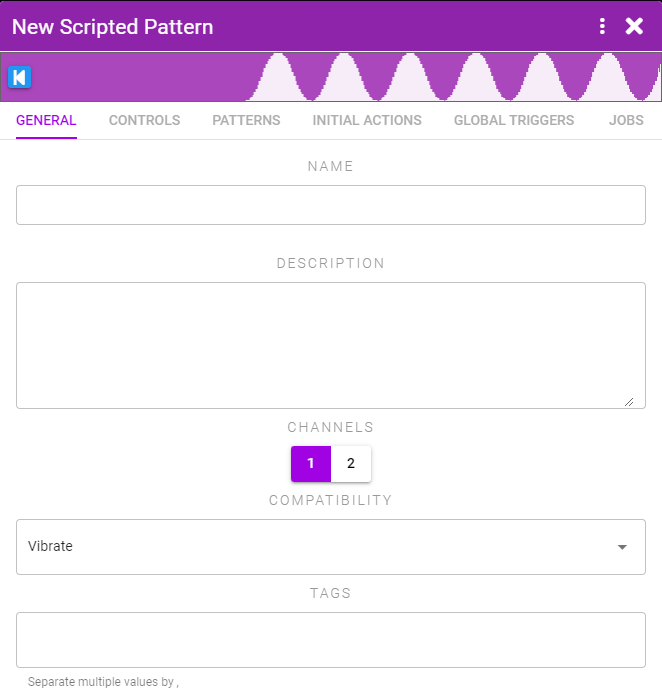 New Scripted Pattern
GENERAL CONTROLS PATTERNS INITIAL ACTIONS GLOBAL TRIGGERS JOBS
NAME
DESCRIPTION
CHANNELS
1 2
COMPATIBILITY
Vibrate
TAGS
Separate multiple values by ,